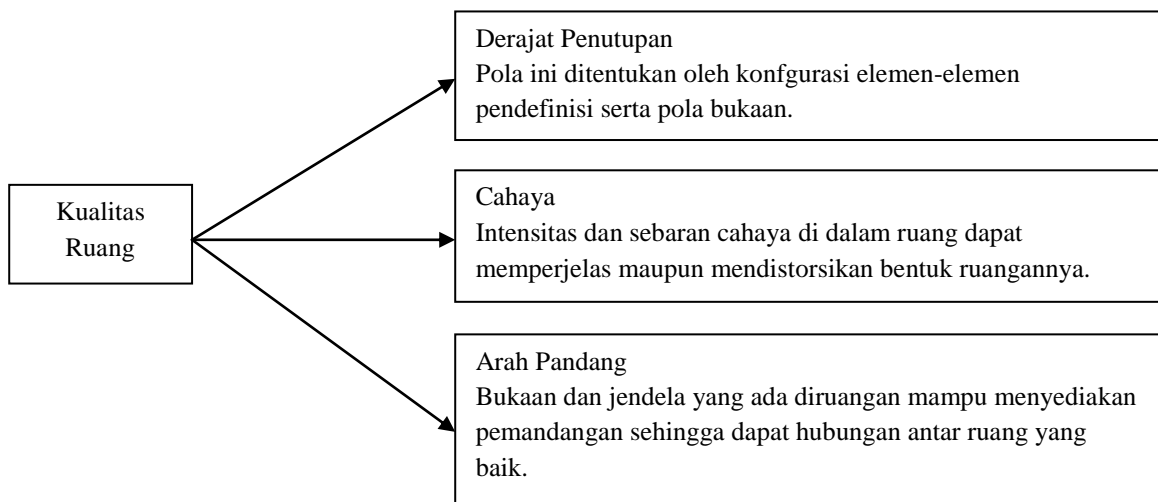 Derajat Penutupan
Pola ini ditentukan oleh konfgurasi elemen-elemen
pendefinisi serta pola bukaan.
Kualitas
Ruang
Cahaya
Intensitas dan sebaran cahaya di dalam ruang dapat
memperjelas maupun mendistorsikan bentuk ruangannya.
Arah Pandang
Bukaan dan jendela yang ada diruangan mampu menyediakan
pemandangan sehingga dapat hubungan antar ruang yang
baik.